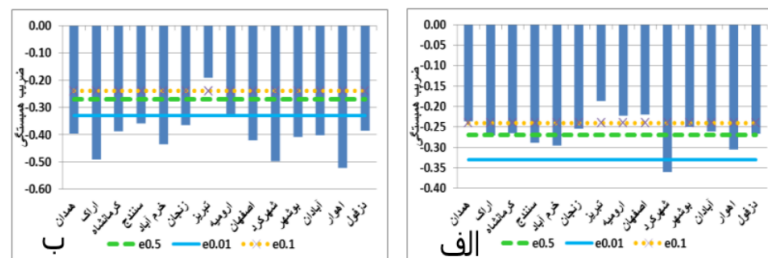 0.00
-0.05
-0.10
-0.15
-0.20
-0.25
-0.30
-0.35
-0.40
ضریب همبستگی
همدان اراک کرمانشاه سنندج خرم آباد زنجان تبریز ارومیه اصفهان شهرکرد بوشهر آبادان اهواز دزفول
e0.5 e0.01 e0.1
الف
0.00
-0.10
-0.20
-0.30
-0.40
-0.50
-0.60
ضریب همبستگی
همدان اراک کرمانشاه سنندج خرم آباد زنجان تبریز ارومیه اصفهان شهرکرد بوشهر آبادان اهواز دزفول
e0.5 e0.01 e0.1
ب